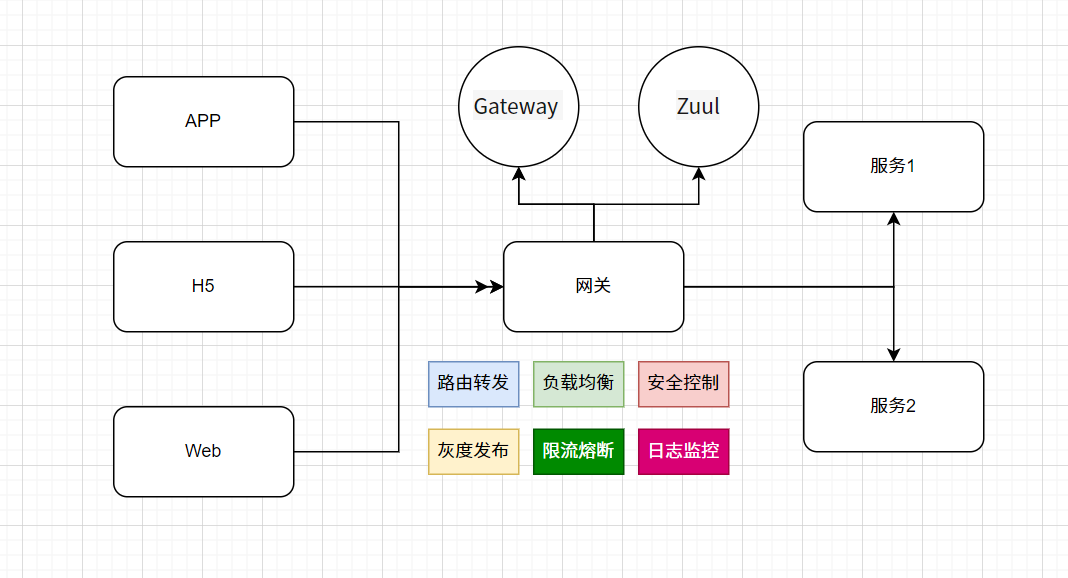 APP
H5
Web
Gateway
Zuul
网关
路由转发
负载均衡
安全控制
灰度发布
限流熔断
日志监控
服务1
服务2